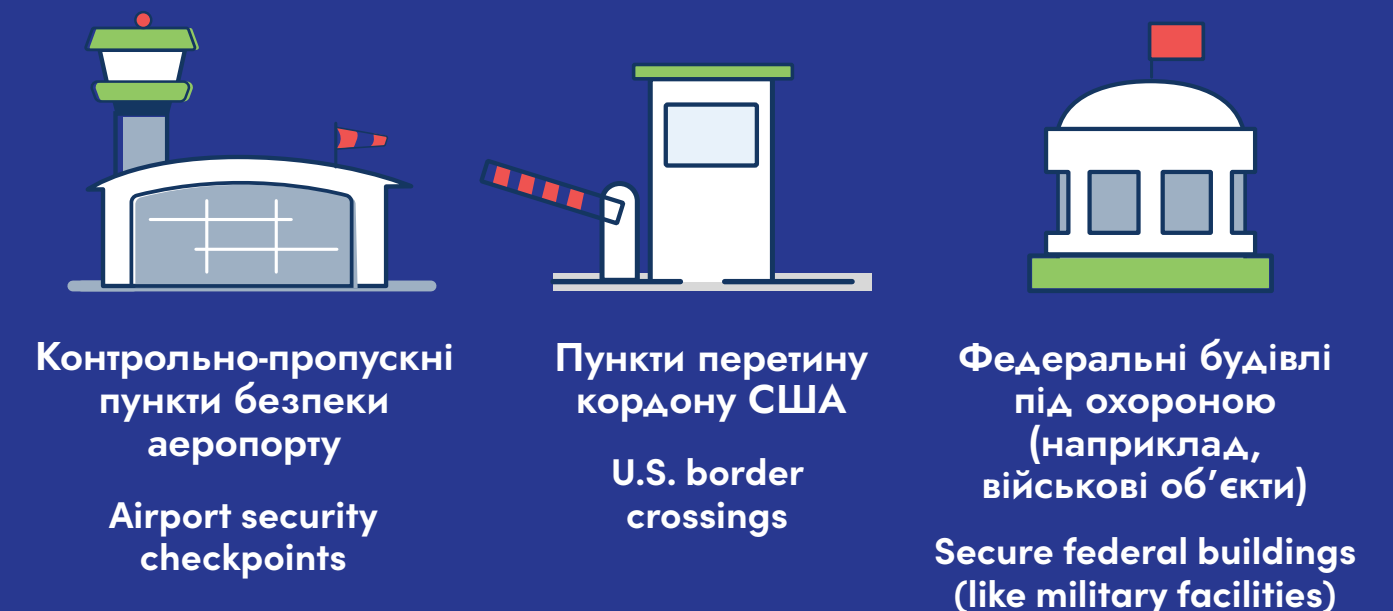 Контрольно-пропускні
пункти безпеки
аеропорту
Airport security
checkpoints
Пункти перетину
кордону США
U.S. border
crossings
Федеральні будівлі
під охороною
(наприклад,
військові об’єкти)
Secure federal buildings
(like military facilities)